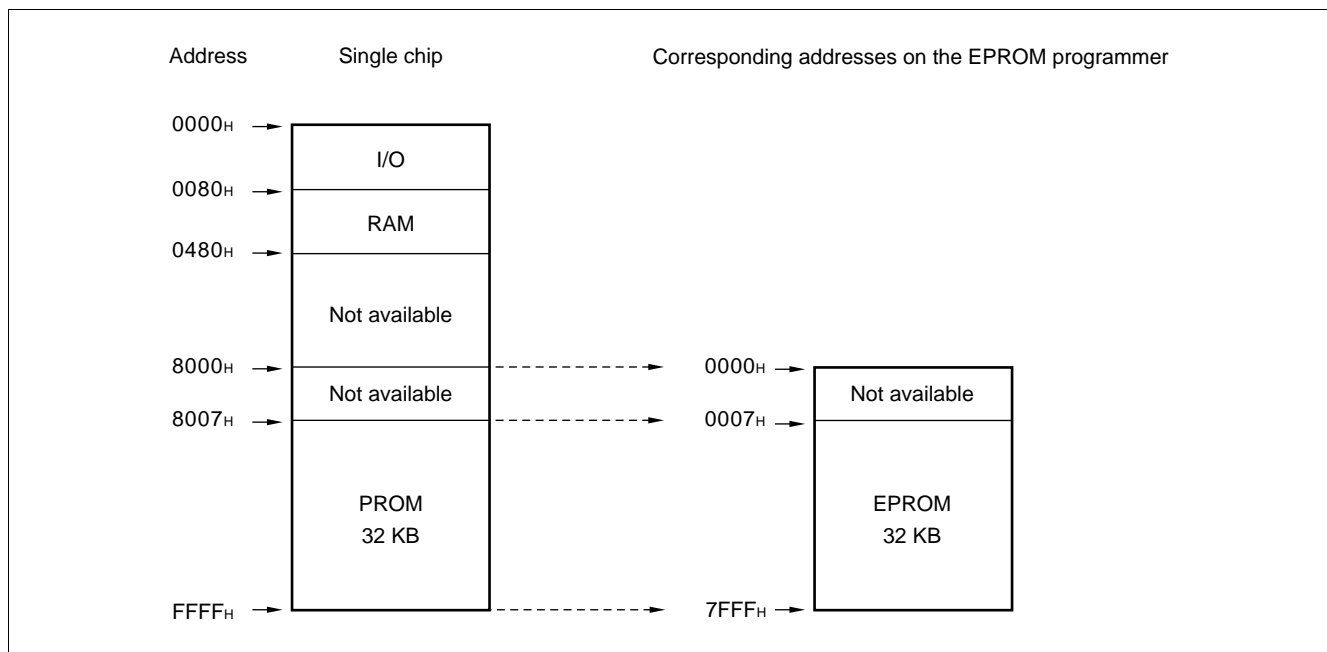 Address Single chip Corresponding addresses on the EPROM programmer
0000H
I/O
0080H
RAM
0480H
Not available
8000H 0000H
Not available Not available
8007H 0007H
PROM EPROM
32 KB 32 KB
FFFFH 7FFFH